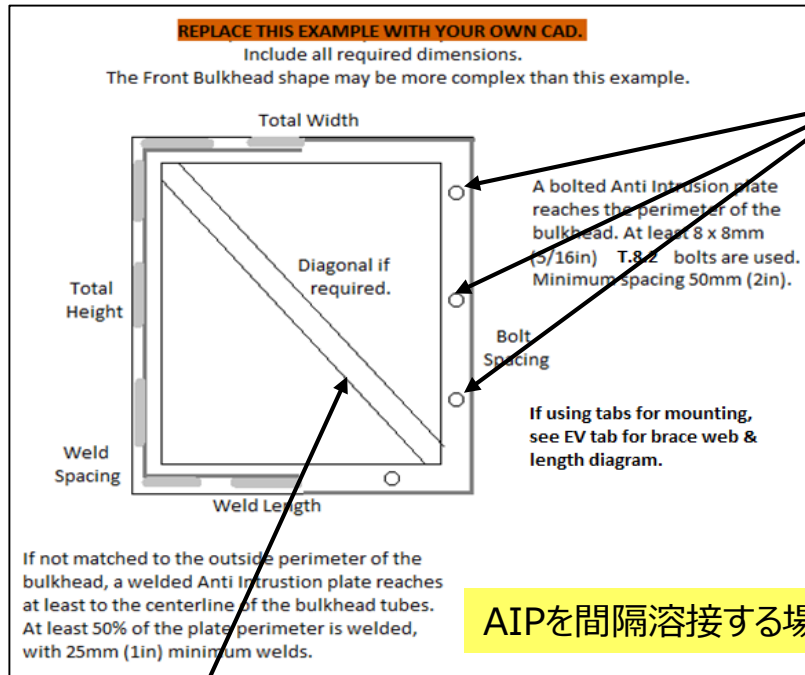 REPLACE THIS EXAMPLE WITH YOUR OWN CAD.
Include all required dimensions.
The Front Bulkhead shape may be more complex than this example.
Total Width
A bolted Anti Intrusion plate
reaches the perimeter of the
bulkhead. At least 8 x 8mm
(5/16in) T.8.2 bolts are used.
Minimum spacing 50mm (2in).
Diagonal if
required.
Total
Height
Bolt
Spacing
If using tabs for mounting,
see EV tab for brace web &
length diagram.
Weld
Spacing
Weld Length
If not matched to the outside perimeter of the
bulkhead, a welded Anti Intrustion plate reaches
at least to the centerline of the bulkhead tubes.
At least 50% of the plate perimeter is welded,
with 25mm (1in) minimum welds.
AIPを間隔溶接する場